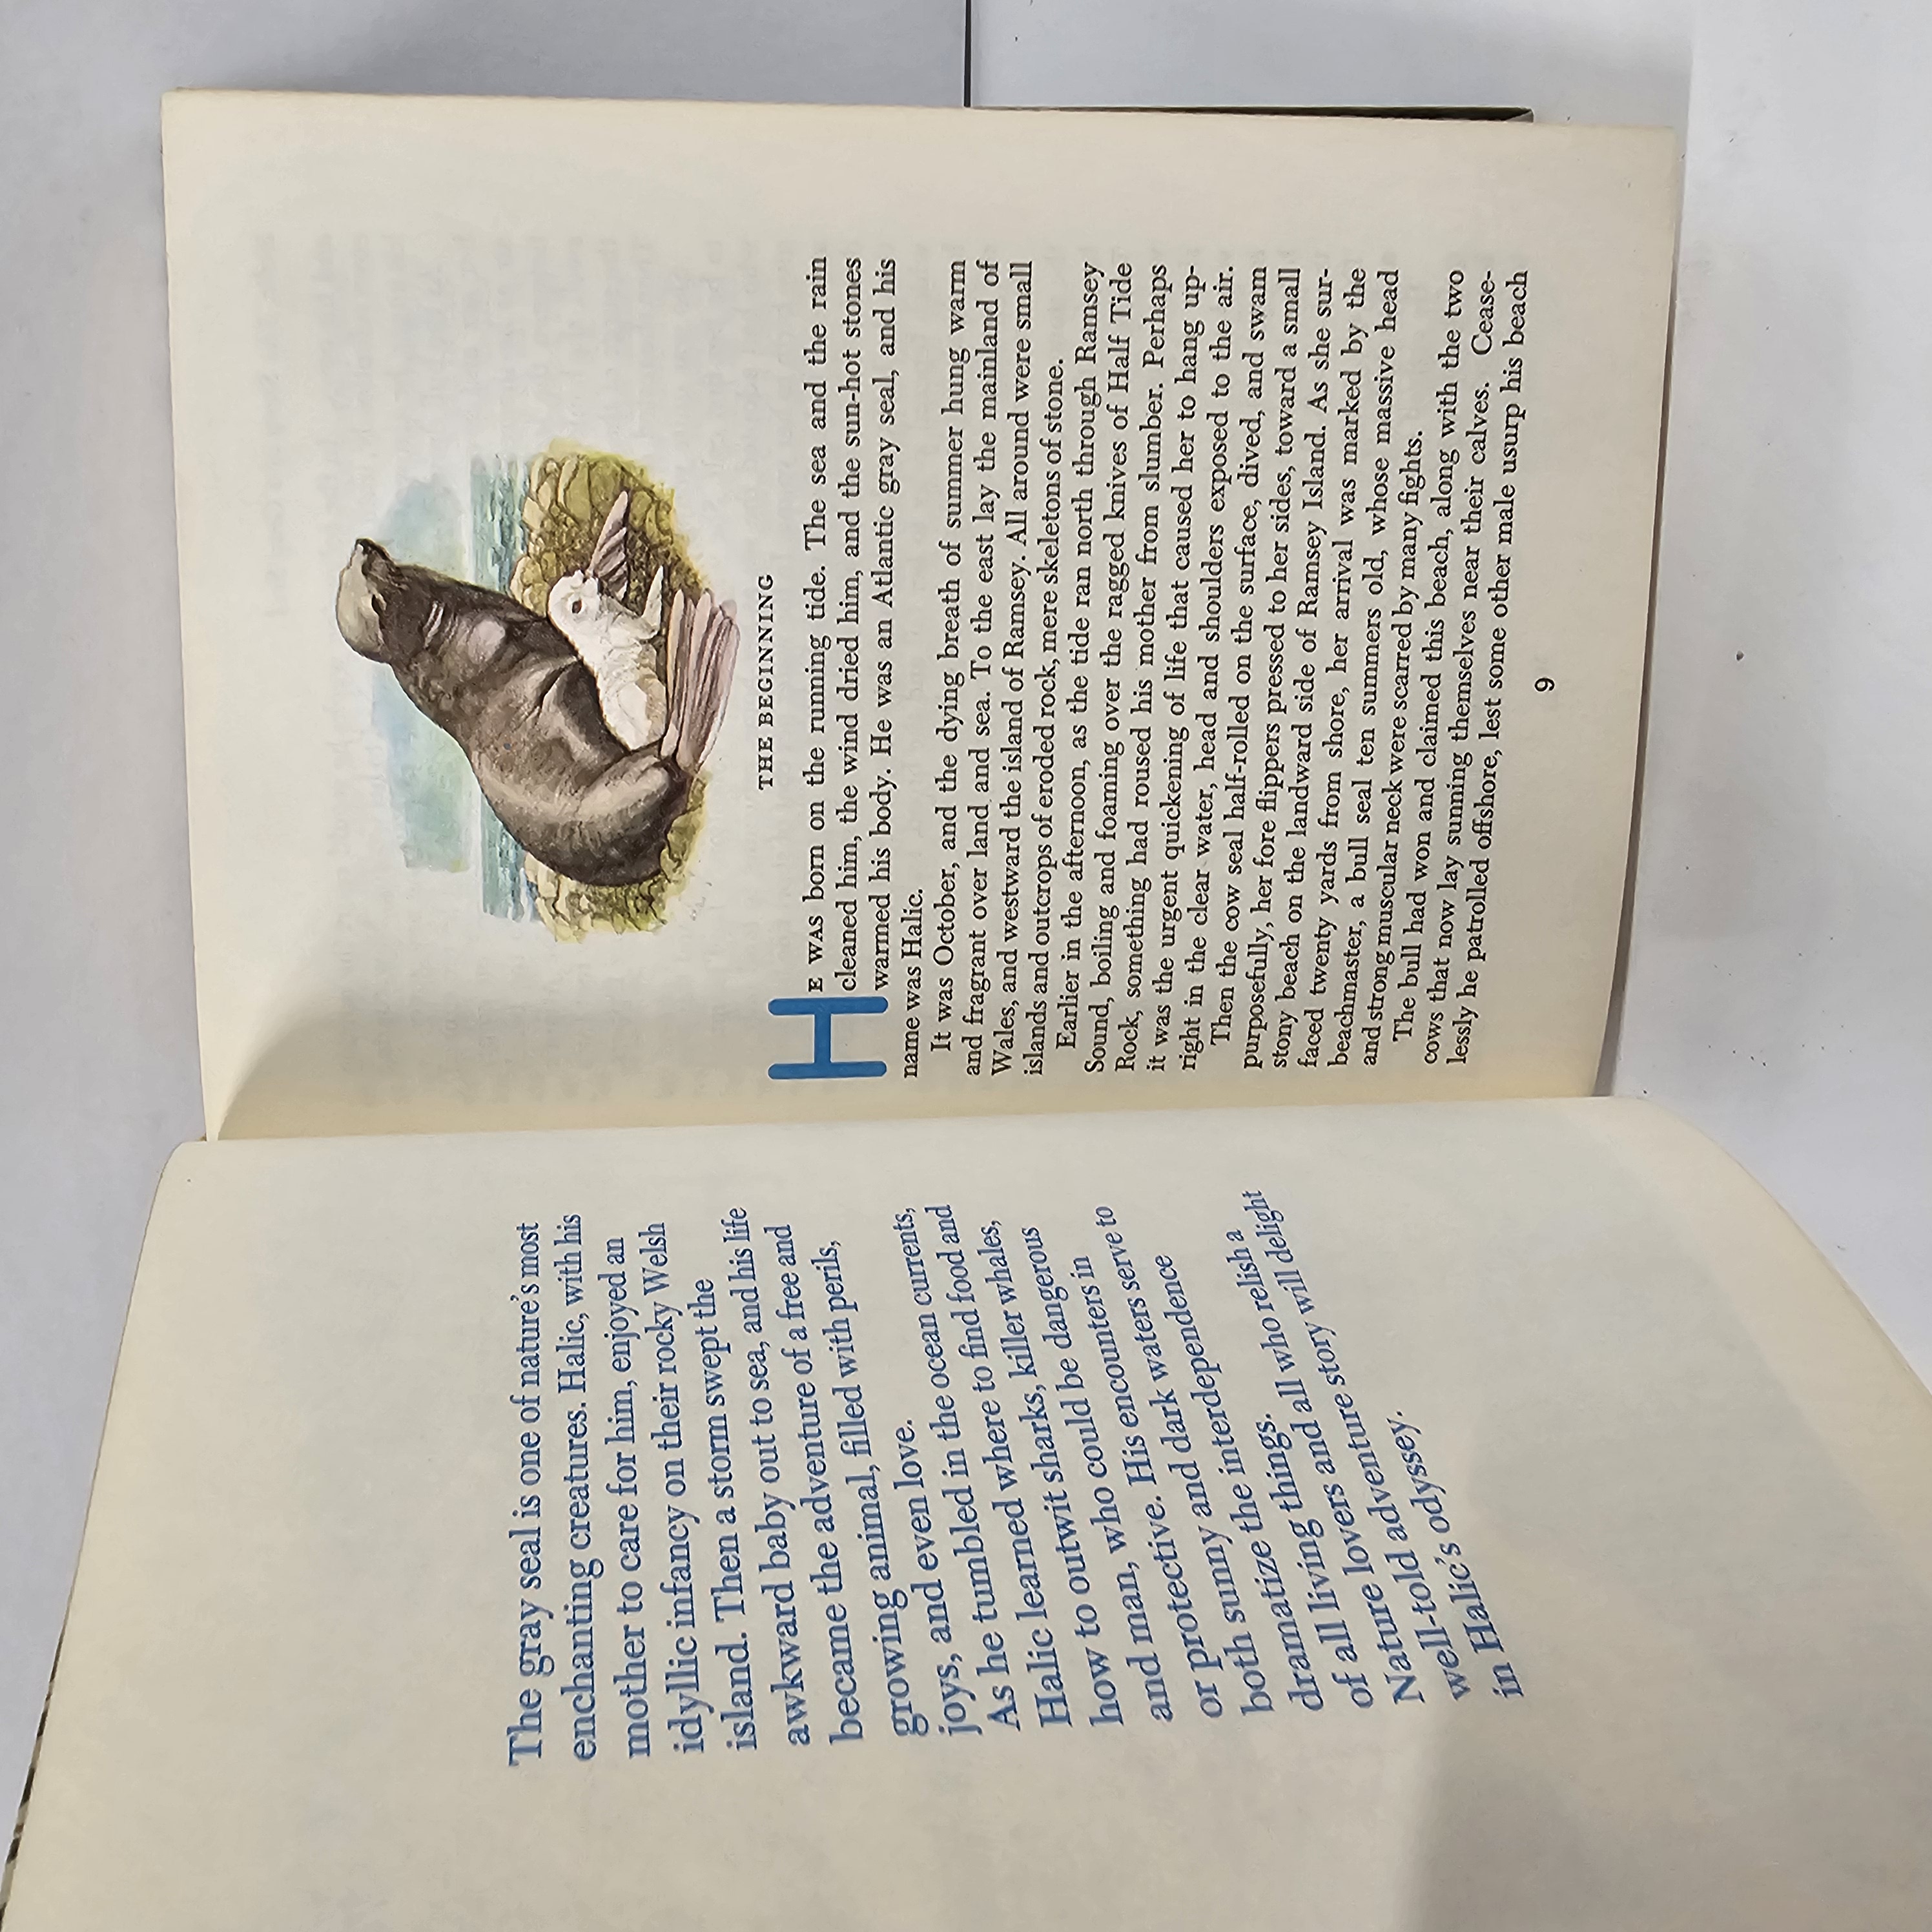 The gray seal is one of nature's most
enchanting creatures. Halic, with his
mother to care for him, enjoyed an
idyllic infancy on their rocky Welsh
island. Then a storm swept the
awkward baby out to sea, and his life
became the adventure of a free and
growing animal, filled with perils,
joys, and even love.
As he tumbled in the ocean currents,
Halic learned where to find food and
how to outwit sharks, killer whales,
and man, who could be dangerous
or protective. His encounters in
both sunny and dark waters serve to
dramatize the interdependence
of all living things.
Nature lovers and all who relish a
well-told adventure story will delight
in Halic's odyssey.
THE BEGINNING
HE WAS born on the running tide. The sea and the rain
cleaned him, the wind dried him, and the sun-hot stones
warmed his body. He was an Atlantic gray seal, and his
name was Halic.
It was October, and the dying breath of summer hung warm
and fragrant over land and sea. To the east lay the mainland of
Wales, and westward the island of Ramsey. All around were small
islands and outcrops of eroded rock, mere skeletons of stone.
Earlier in the afternoon, as the tide ran north through Ramsey
Sound, boiling and foaming over the ragged knives of Half Tide
Rock, something had roused his mother from slumber. Perhaps
it was the urgent quickening of life that caused her to hang up-
right in the clear water, head and shoulders exposed to the air.
Then the cow seal half-rolled on the surface, dived, and swam
purposefully, her fore flippers pressed to her sides, toward a small
stony beach on the landward side of Ramsey Island. As she sur-
faced twenty yards from shore, her arrival was marked by the
beachmaster, a bull seal ten summers old, whose massive head
and strong muscular neck were scarred by many fights.
The bull had won and claimed this beach, along with the two
cows that now lay sunning themselves near their calves. Cease-
lessly he patrolled offshore, lest some other male usurp his beach
9